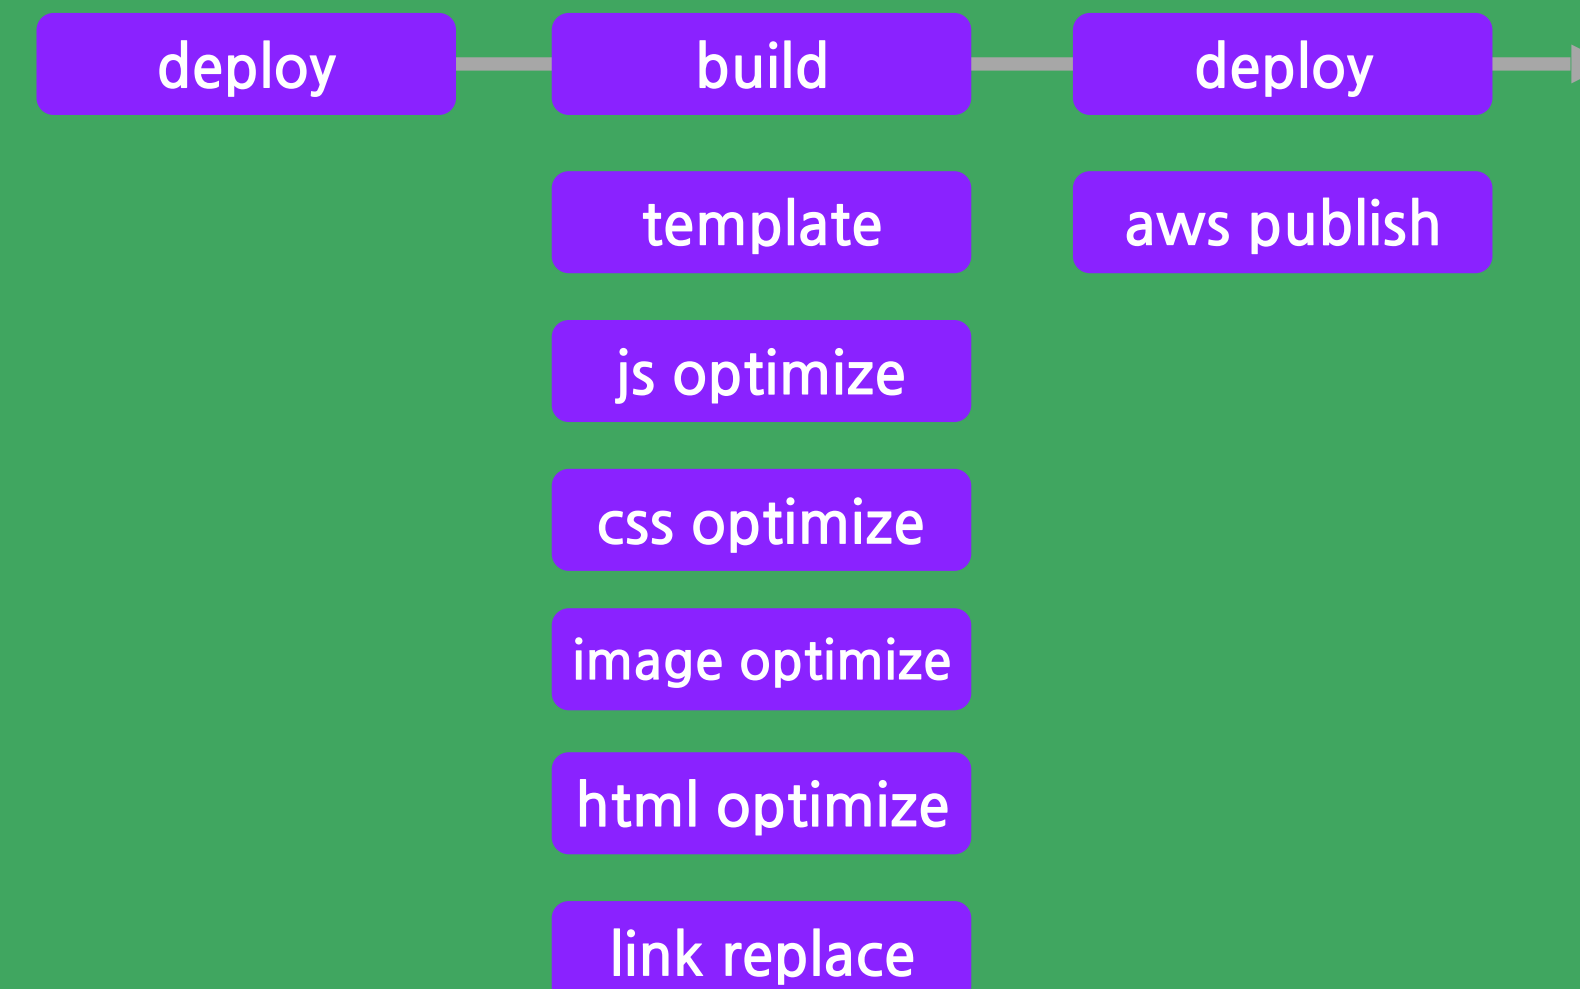 deploy
build
deploy
template
aws publish
js optimize
css optimize
image optimize
html optimize
link replace